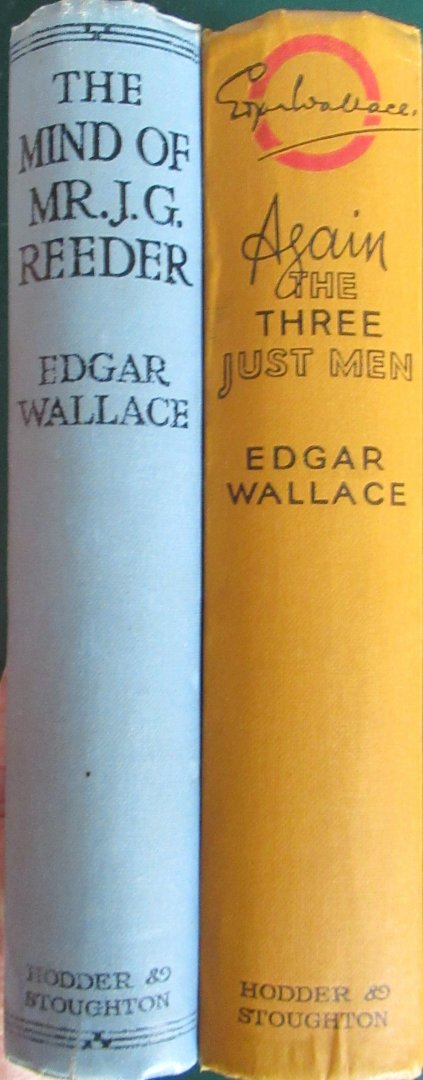 THE
MIND OF
MR. J. G.
REEDER
EDGAR
WALLACE
HODDER &
STOUGHTON
Edgar Wallace.
Again
THE
THREE
JUST MEN
EDGAR
WALLACE
HODDER &
STOUGHTON